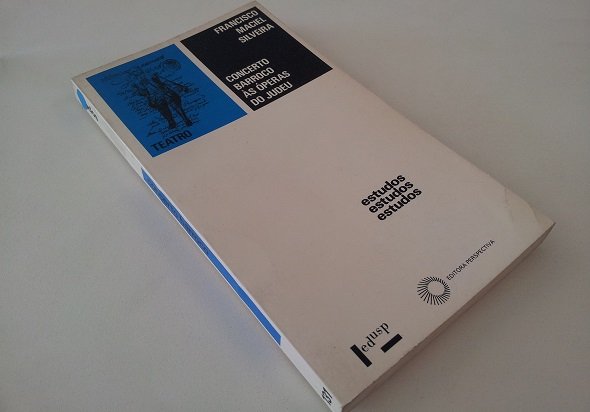 FRANCISCO
MACIEL
SILVEIRA
CONCERTO
BARROCO
ÀS ÓPERAS
DO JUDEU
TEATRO
estudos
estudos
estudos
EDITORA PERSPECTIVA
edusp